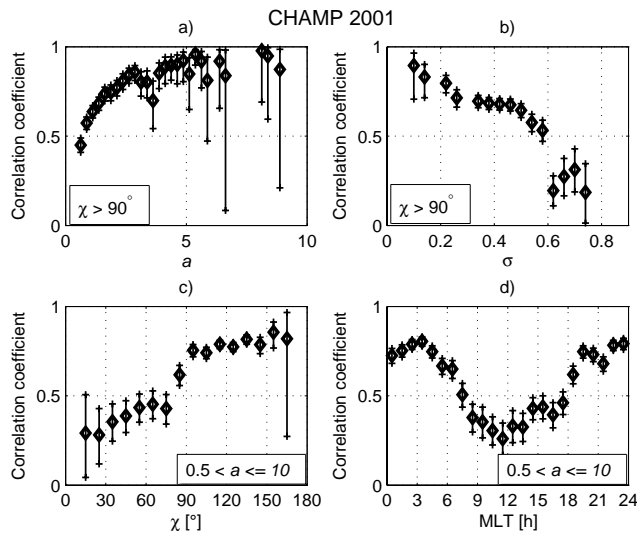 CHAMP 2001
a)
Correlation coefficient
1
0.5
0
χ > 90°
0 5 10
a
b)
Correlation coefficient
1
0.5
0
χ > 90°
0 0.2 0.4 0.6 0.8
σ
c)
Correlation coefficient
1
0.5
0
0.5 < a <= 10
0 30 60 90 120 150 180
χ [°]
d)
Correlation coefficient
1
0.5
0
0.5 < a <= 10
0 3 6 9 12 15 18 21 24
MLT [h]